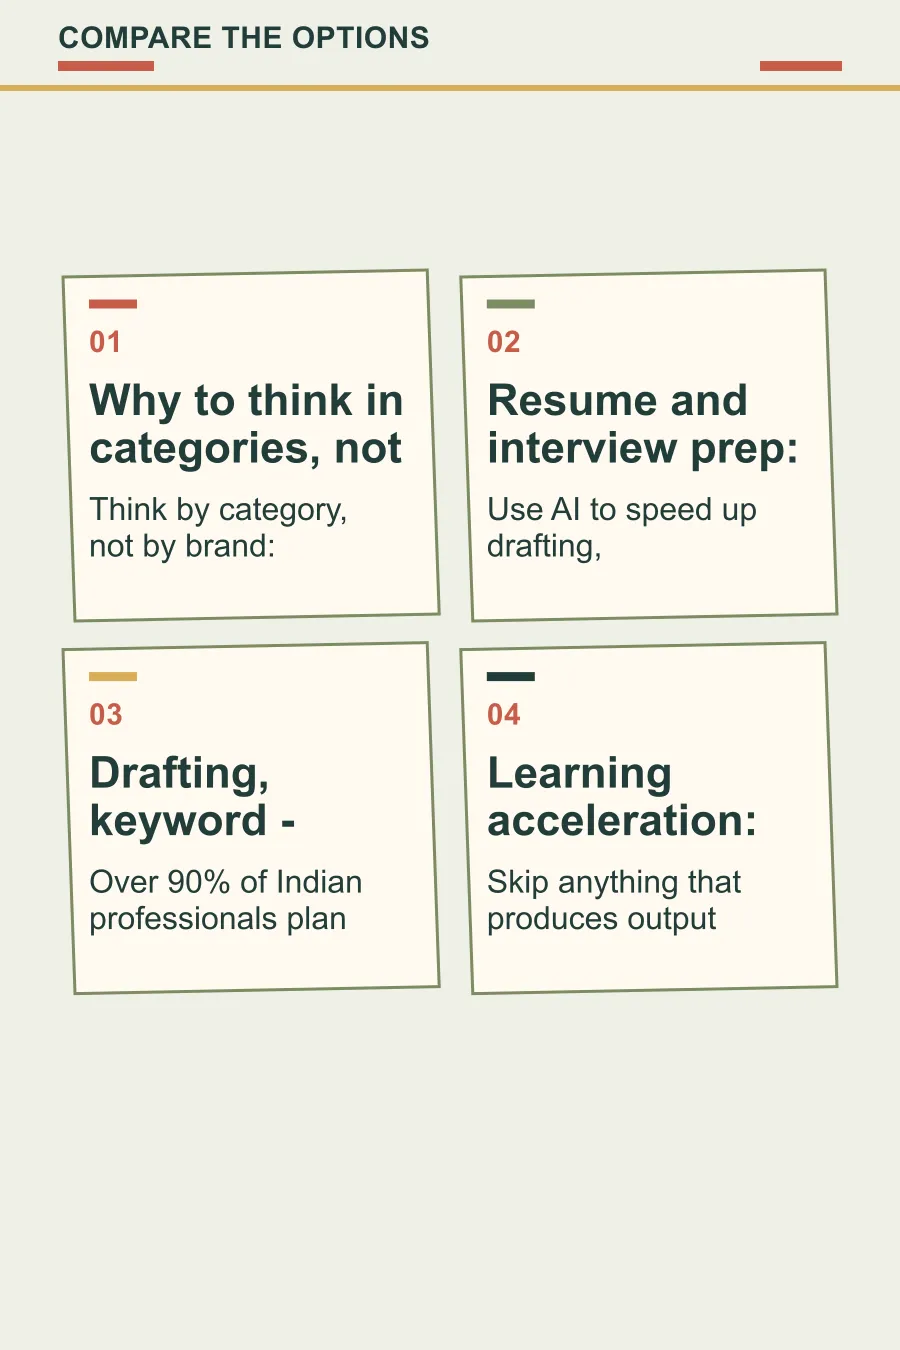 COMPARE THE OPTIONS
01
Why to think in
categories, not
Think by category,
not by brand:
02
Resume and
interview prep:
Use AI to speed up
drafting,
03
Drafting,
keyword -
Over 90% of Indian
professionals plan
04
Learning
acceleration:
Skip anything that
produces output